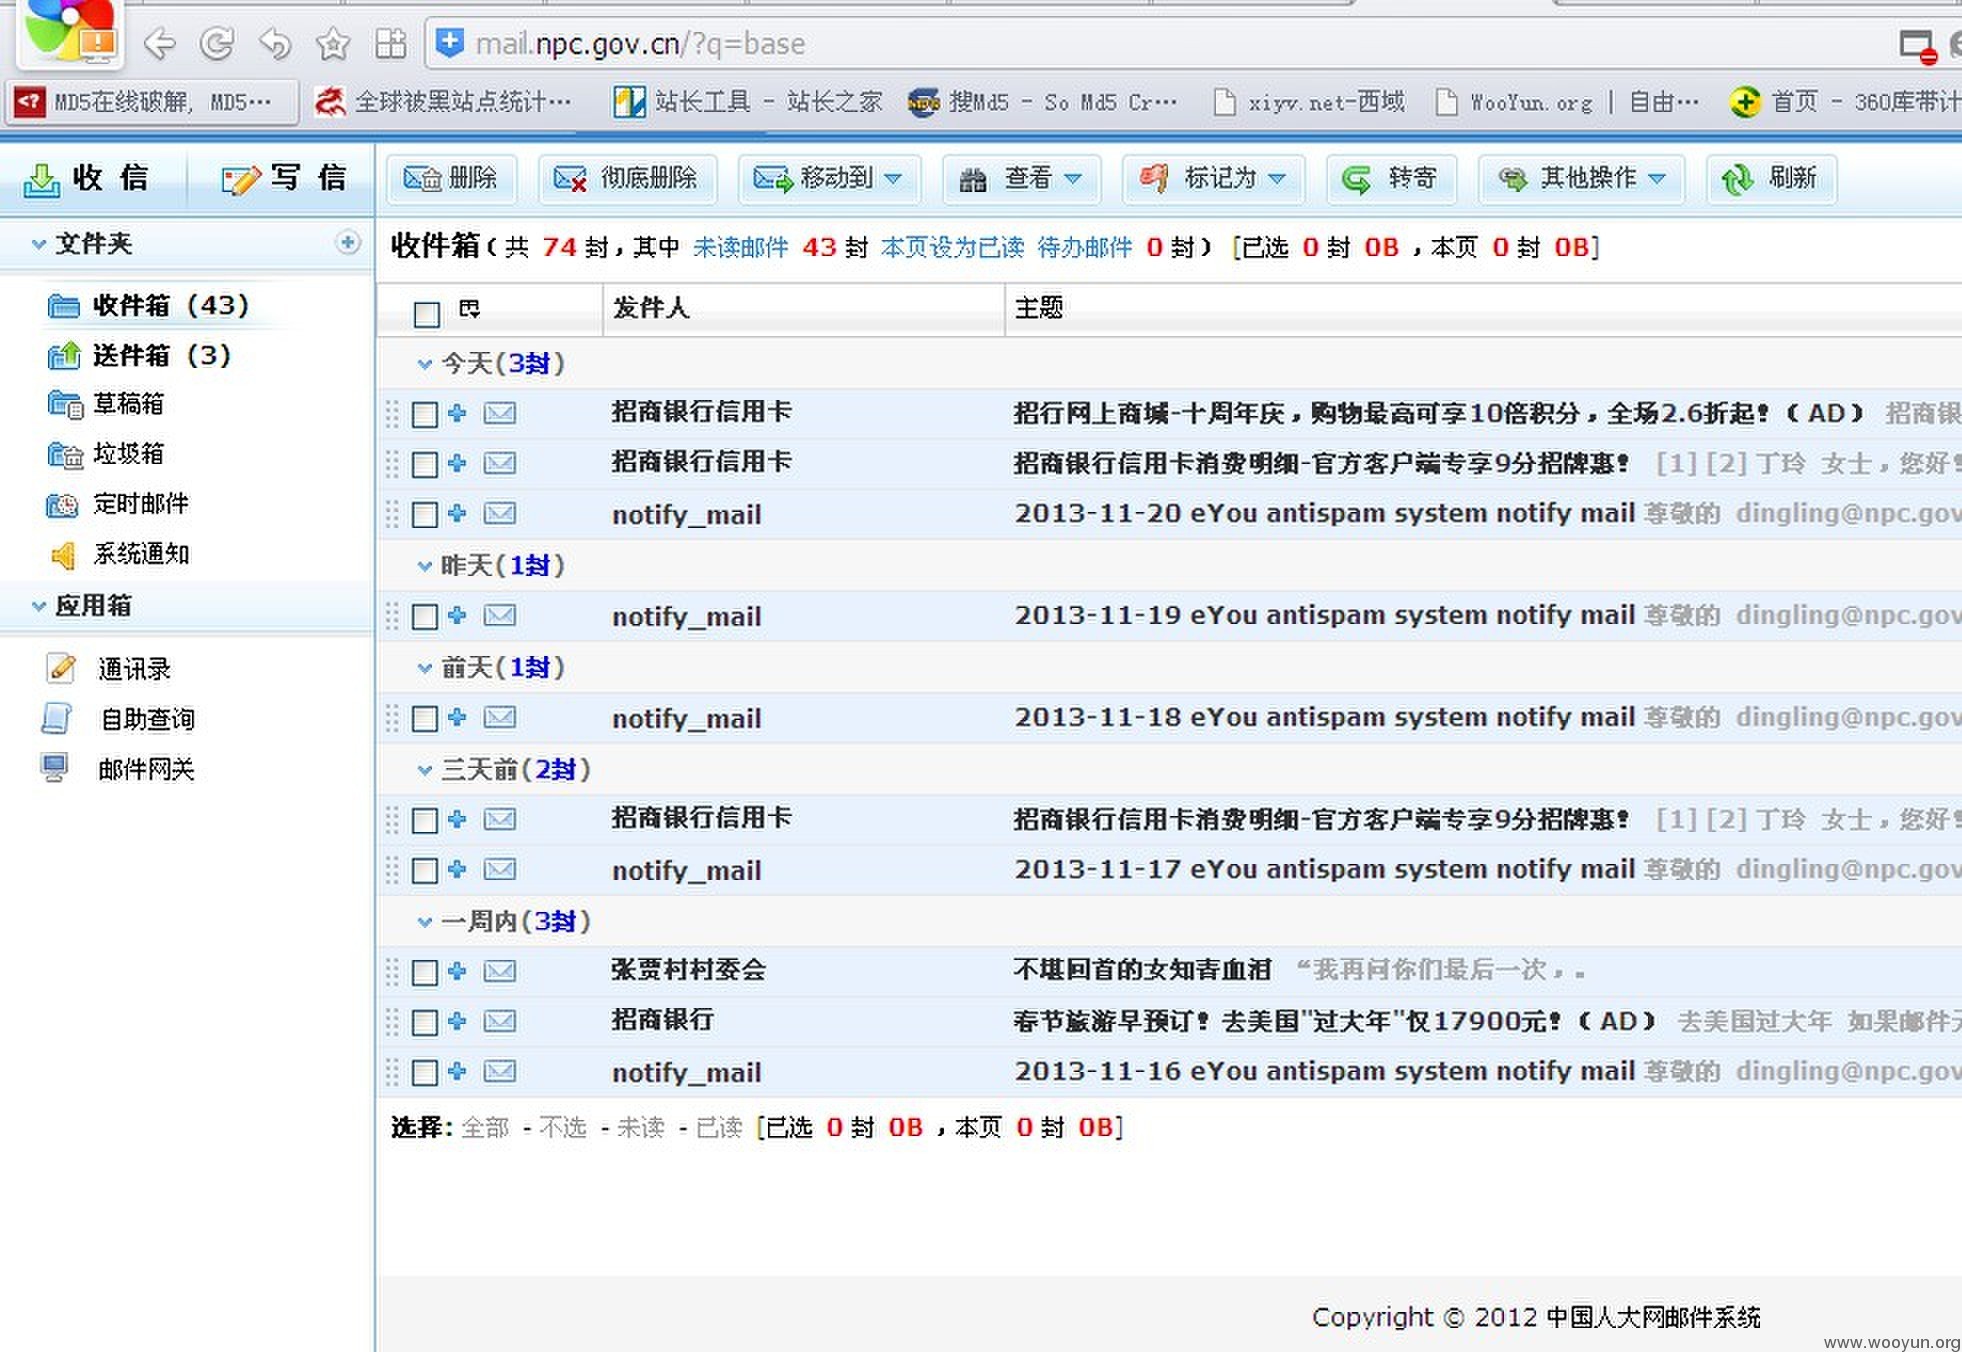 mail.npc.gov.cn/?q=base
MD5在线破解, MD5… 全球被黑站点统计… 站长工具 - 站长之家 搜Md5 - So Md5 Cr… xiyv.net-西域 WooYun.org | 自由… 首页 - 360库带计
收信 写信 删除 彻底删除 移动到 查看 标记为 转寄 其他操作 刷新
文件夹
收件箱 (43)
送件箱 (3)
草稿箱
垃圾箱
定时邮件
系统通知
应用箱
通讯录
自助查询
邮件网关
收件箱(共 74 封,其中 未读邮件 43 封 本页设为已读 待办邮件 0 封) [已选 0 封 0B ,本页 0 封 0B]
发件人 主题
今天(3封)
招商银行信用卡 招行网上商城-十周年庆,购物最高可享10倍积分,全场2.6折起!(AD) 招商银
招商银行信用卡 招商银行信用卡消费明细-官方客户端专享9分招牌惠! [1][2]丁玲 女士,您好!
notify_mail 2013-11-20 eYou antispam system notify mail 尊敬的 dingling@npc.gov
昨天(1封)
notify_mail 2013-11-19 eYou antispam system notify mail 尊敬的 dingling@npc.gov
前天(1封)
notify_mail 2013-11-18 eYou antispam system notify mail 尊敬的 dingling@npc.gov
三天前(2封)
招商银行信用卡 招商银行信用卡消费明细-官方客户端专享9分招牌惠! [1][2]丁玲 女士,您好!
notify_mail 2013-11-17 eYou antispam system notify mail 尊敬的 dingling@npc.gov
一周内(3封)
张贾村村委会 不堪回首的女知青血泪 “我再问你们最后一次,。
招商银行 春节旅游早预订!去美国"过大年"仅17900元!(AD) 去美国过大年 如果邮件无
notify_mail 2013-11-16 eYou antispam system notify mail 尊敬的 dingling@npc.gov
选择: 全部 - 不选 - 未读 - 已读 [已选 0 封 0B ,本页 0 封 0B]
Copyright © 2012 中国人大网邮件系统
www.wooyun.org